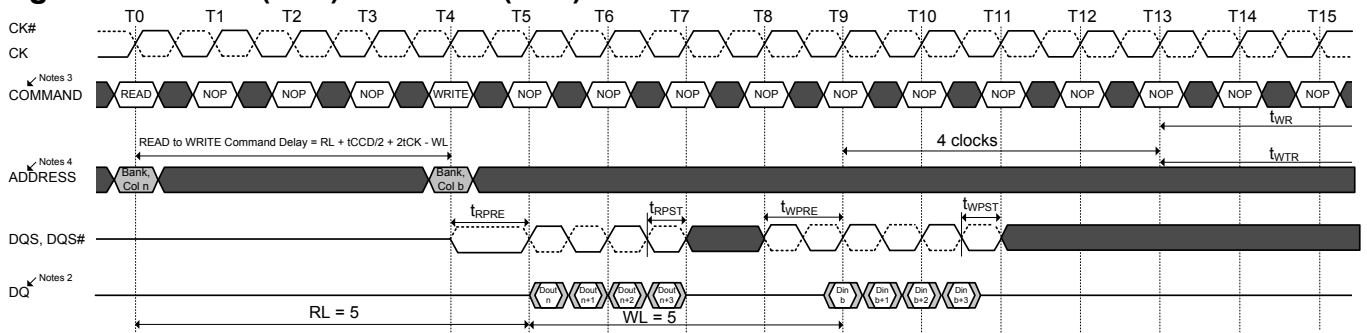 T0 T1 T2 T3 T4 T5 T6 T7 T8 T9 T10 T11 T12 T13 T14 T15
CK#
CK
Notes 3
COMMAND READ NOP NOP NOP WRITE NOP NOP NOP NOP NOP NOP NOP NOP NOP NOP NOP
tWR
READ to WRITE Command Delay = RL + tCCD/2 + 2tCK - WL
4 clocks
tWTR
Notes 4
ADDRESS
Bank,
Col n
Bank,
Col b
tRPRE tRPST tWPRE tWPST
DQS, DQS#
Notes 2
DQ
Dout
n
Dout
n+1
Dout
n+2
Dout
n+3
Din
b
Din
b+1
Din
b+2
Din
b+3
RL = 5
WL = 5